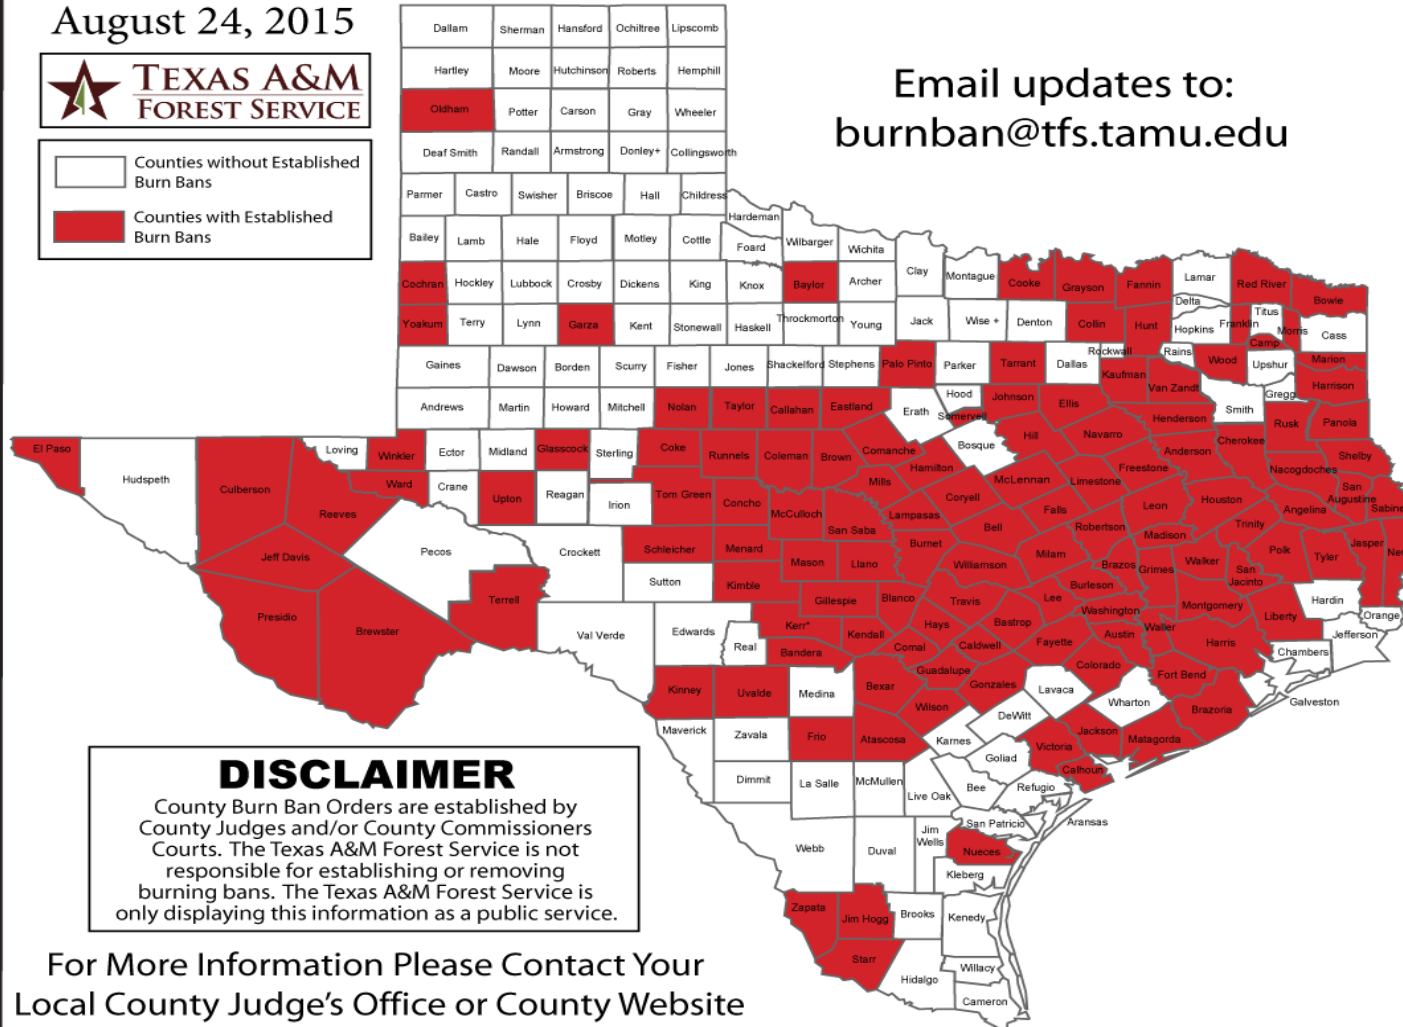 August 24, 2015
TEXAS A&M
FOREST SERVICE
Counties without Established
Burn Bans
Counties with Established
Burn Bans
Email updates to:
burnban@tfs.tamu.edu
Dallam Sherman Hansford Ochiltree Lipscomb
Hartley Moore Hutchinson Roberts Hemphill
Oldham Potter Carson Gray Wheeler
Deaf Smith Randall Armstrong Donley+ Collingsworth
Parmer Castro Swisher Briscoe Hall Childress
Hardeman
Bailey Lamb Hale Floyd Motley Cottle Foard Wilbarger Wichita
Cochran Hockley Lubbock Crosby Dickens King Knox Baylor Archer Clay Montague Cooke Grayson Fannin Lamar Red River Bowie
Delta
Yoakum Terry Lynn Garza Kent Stonewall Haskell Throckmorton Young Jack Wise + Denton Collin Hunt Hopkins Franklin Titus Morris Cass
Camp
Gaines Dawson Borden Scurry Fisher Jones Shackelford Stephens Palo Pinto Parker Tarrant Dallas Rockwall Rains Wood Upshur Marion
Kaufman Van Zandt Harrison
Andrews Martin Howard Mitchell Nolan Taylor Callahan Eastland Erath Hood Johnson Ellis Smith Gregg
Somervell Henderson Rusk Panola
El Paso Hudspeth Loving Winkler Ector Midland Glasscock Sterling Coke Runnels Coleman Brown Comanche Bosque Hill Navarro Cherokee
Anderson Shelby
Culberson Reeves Ward Crane Upton Reagan Irion Tom Green Concho Mills Hamilton McLennan Limestone Freestone Nacogdoches
McCulloch San Saba Lampasas Coryell Falls Leon Houston Angelina San
Augustine Sabine
Jeff Davis Pecos Crockett Schleicher Menard Mason Llano Burnet Bell Robertson Madison Trinity
Williamson Milam Brazos Grimes Walker San
Jacinto Polk Tyler Jasper Ne
Sutton Kimble Gillespie Blanco Travis Lee Burleson Washington Montgomery Liberty Hardin Orange
Presidio Brewster Terrell Val Verde Edwards Real Kerr* Kendall Hays Bastrop Fayette Austin Waller Harris Jefferson
Bandera Comal Caldwell Colorado Chambers
Kinney Uvalde Medina Bexar Guadalupe Gonzales Lavaca Wharton Fort Bend Brazoria Galveston
Wilson DeWitt
Maverick Zavala Frio Atascosa Karnes Goliad Victoria Jackson Matagorda
Calhoun
Dimmit La Salle McMullen Live Oak Bee Refugio
San Patricio Aransas
Webb Duval Jim
Wells Nueces
Kleberg
Zapata Jim Hogg Brooks Kenedy
Starr Hidalgo Willacy
Cameron
DISCLAIMER
County Burn Ban Orders are established by
County Judges and/or County Commissioners
Courts. The Texas A&M Forest Service is not
responsible for establishing or removing
burning bans. The Texas A&M Forest Service is
only displaying this information as a public service.
For More Information Please Contact Your
Local County Judge's Office or County Website